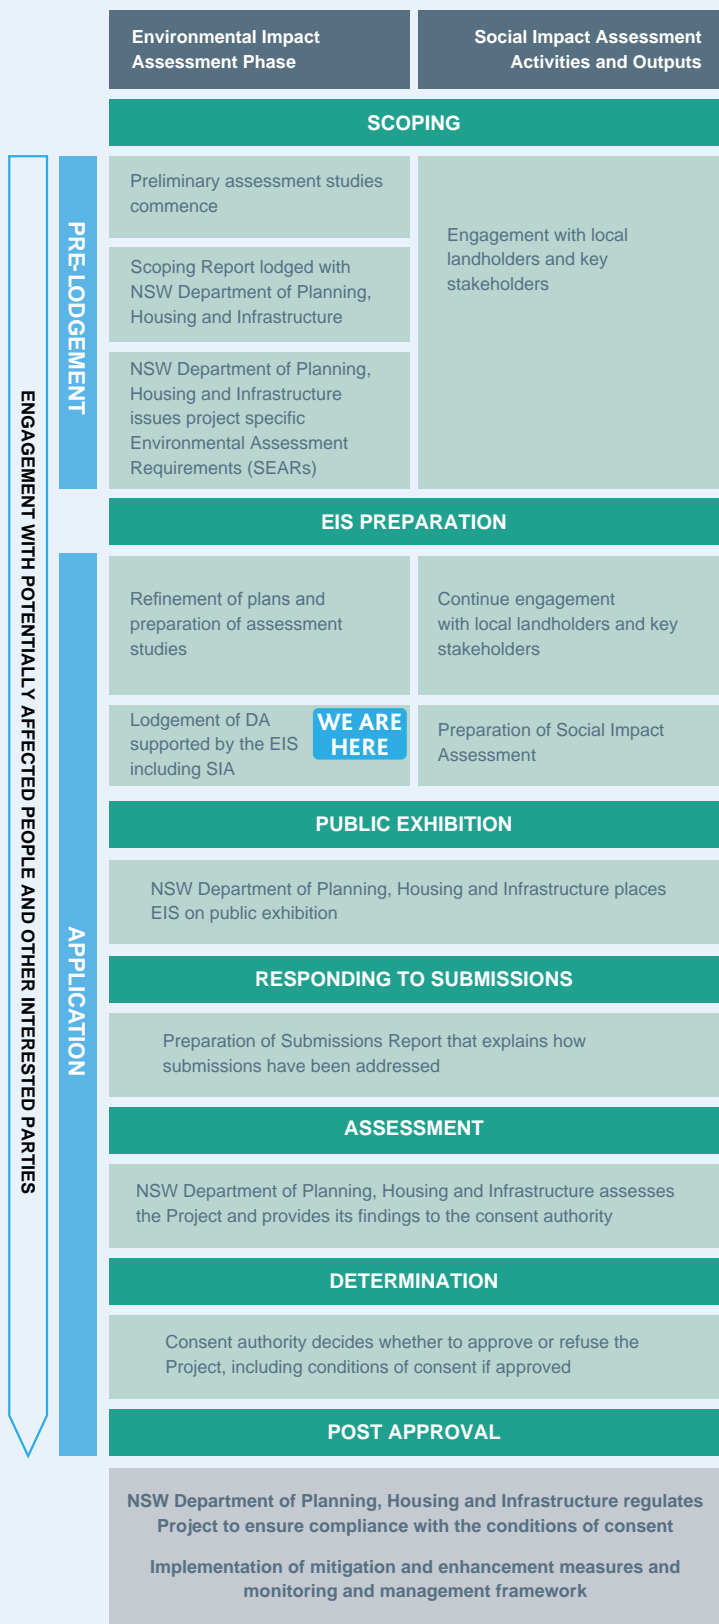 Environmental Impact
Assessment Phase
Social Impact Assessment
Activities and Outputs
SCOPING
ENGAGEMENT WITH POTENTIALLY AFFECTED PEOPLE AND OTHER INTERESTED PARTIES
PRE-LODGEMENT
Preliminary assessment studies
commence
Scoping Report lodged with
NSW Department of Planning,
Housing and Infrastructure
NSW Department of Planning,
Housing and Infrastructure
issues project specific
Environmental Assessment
Requirements (SEARs)
Engagement with local
landholders and key
stakeholders
EIS PREPARATION
APPLICATION
Refinement of plans and
preparation of assessment
studies
Continue engagement
with local landholders and key
stakeholders
Lodgement of DA
supported by the EIS
including SIA
WE ARE
HERE
Preparation of Social Impact
Assessment
PUBLIC EXHIBITION
NSW Department of Planning, Housing and Infrastructure places
EIS on public exhibition
RESPONDING TO SUBMISSIONS
Preparation of Submissions Report that explains how
submissions have been addressed
ASSESSMENT
NSW Department of Planning, Housing and Infrastructure assesses
the Project and provides its findings to the consent authority
DETERMINATION
Consent authority decides whether to approve or refuse the
Project, including conditions of consent if approved
POST APPROVAL
NSW Department of Planning, Housing and Infrastructure regulates
Project to ensure compliance with the conditions of consent
Implementation of mitigation and enhancement measures and
monitoring and management framework